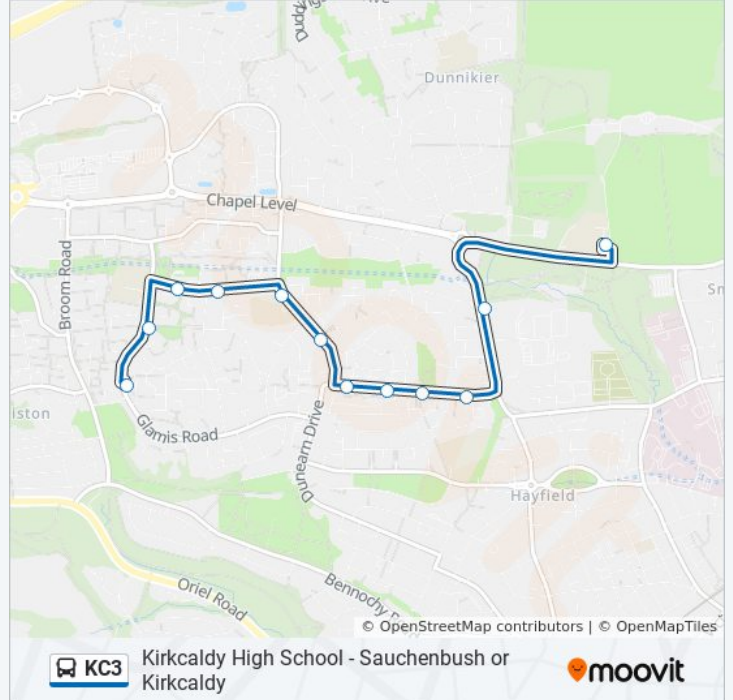 Dunnikier
Chapel Level
Broom Road
Sm
iston
Glamis Road
Dunearn Drive
Hayfield
Oriel Road
Bennochy
© OpenStreetMap contributors | © OpenMapTiles
KC3
Kirkcaldy High School - Sauchenbush or
Kirkcaldy
moovit